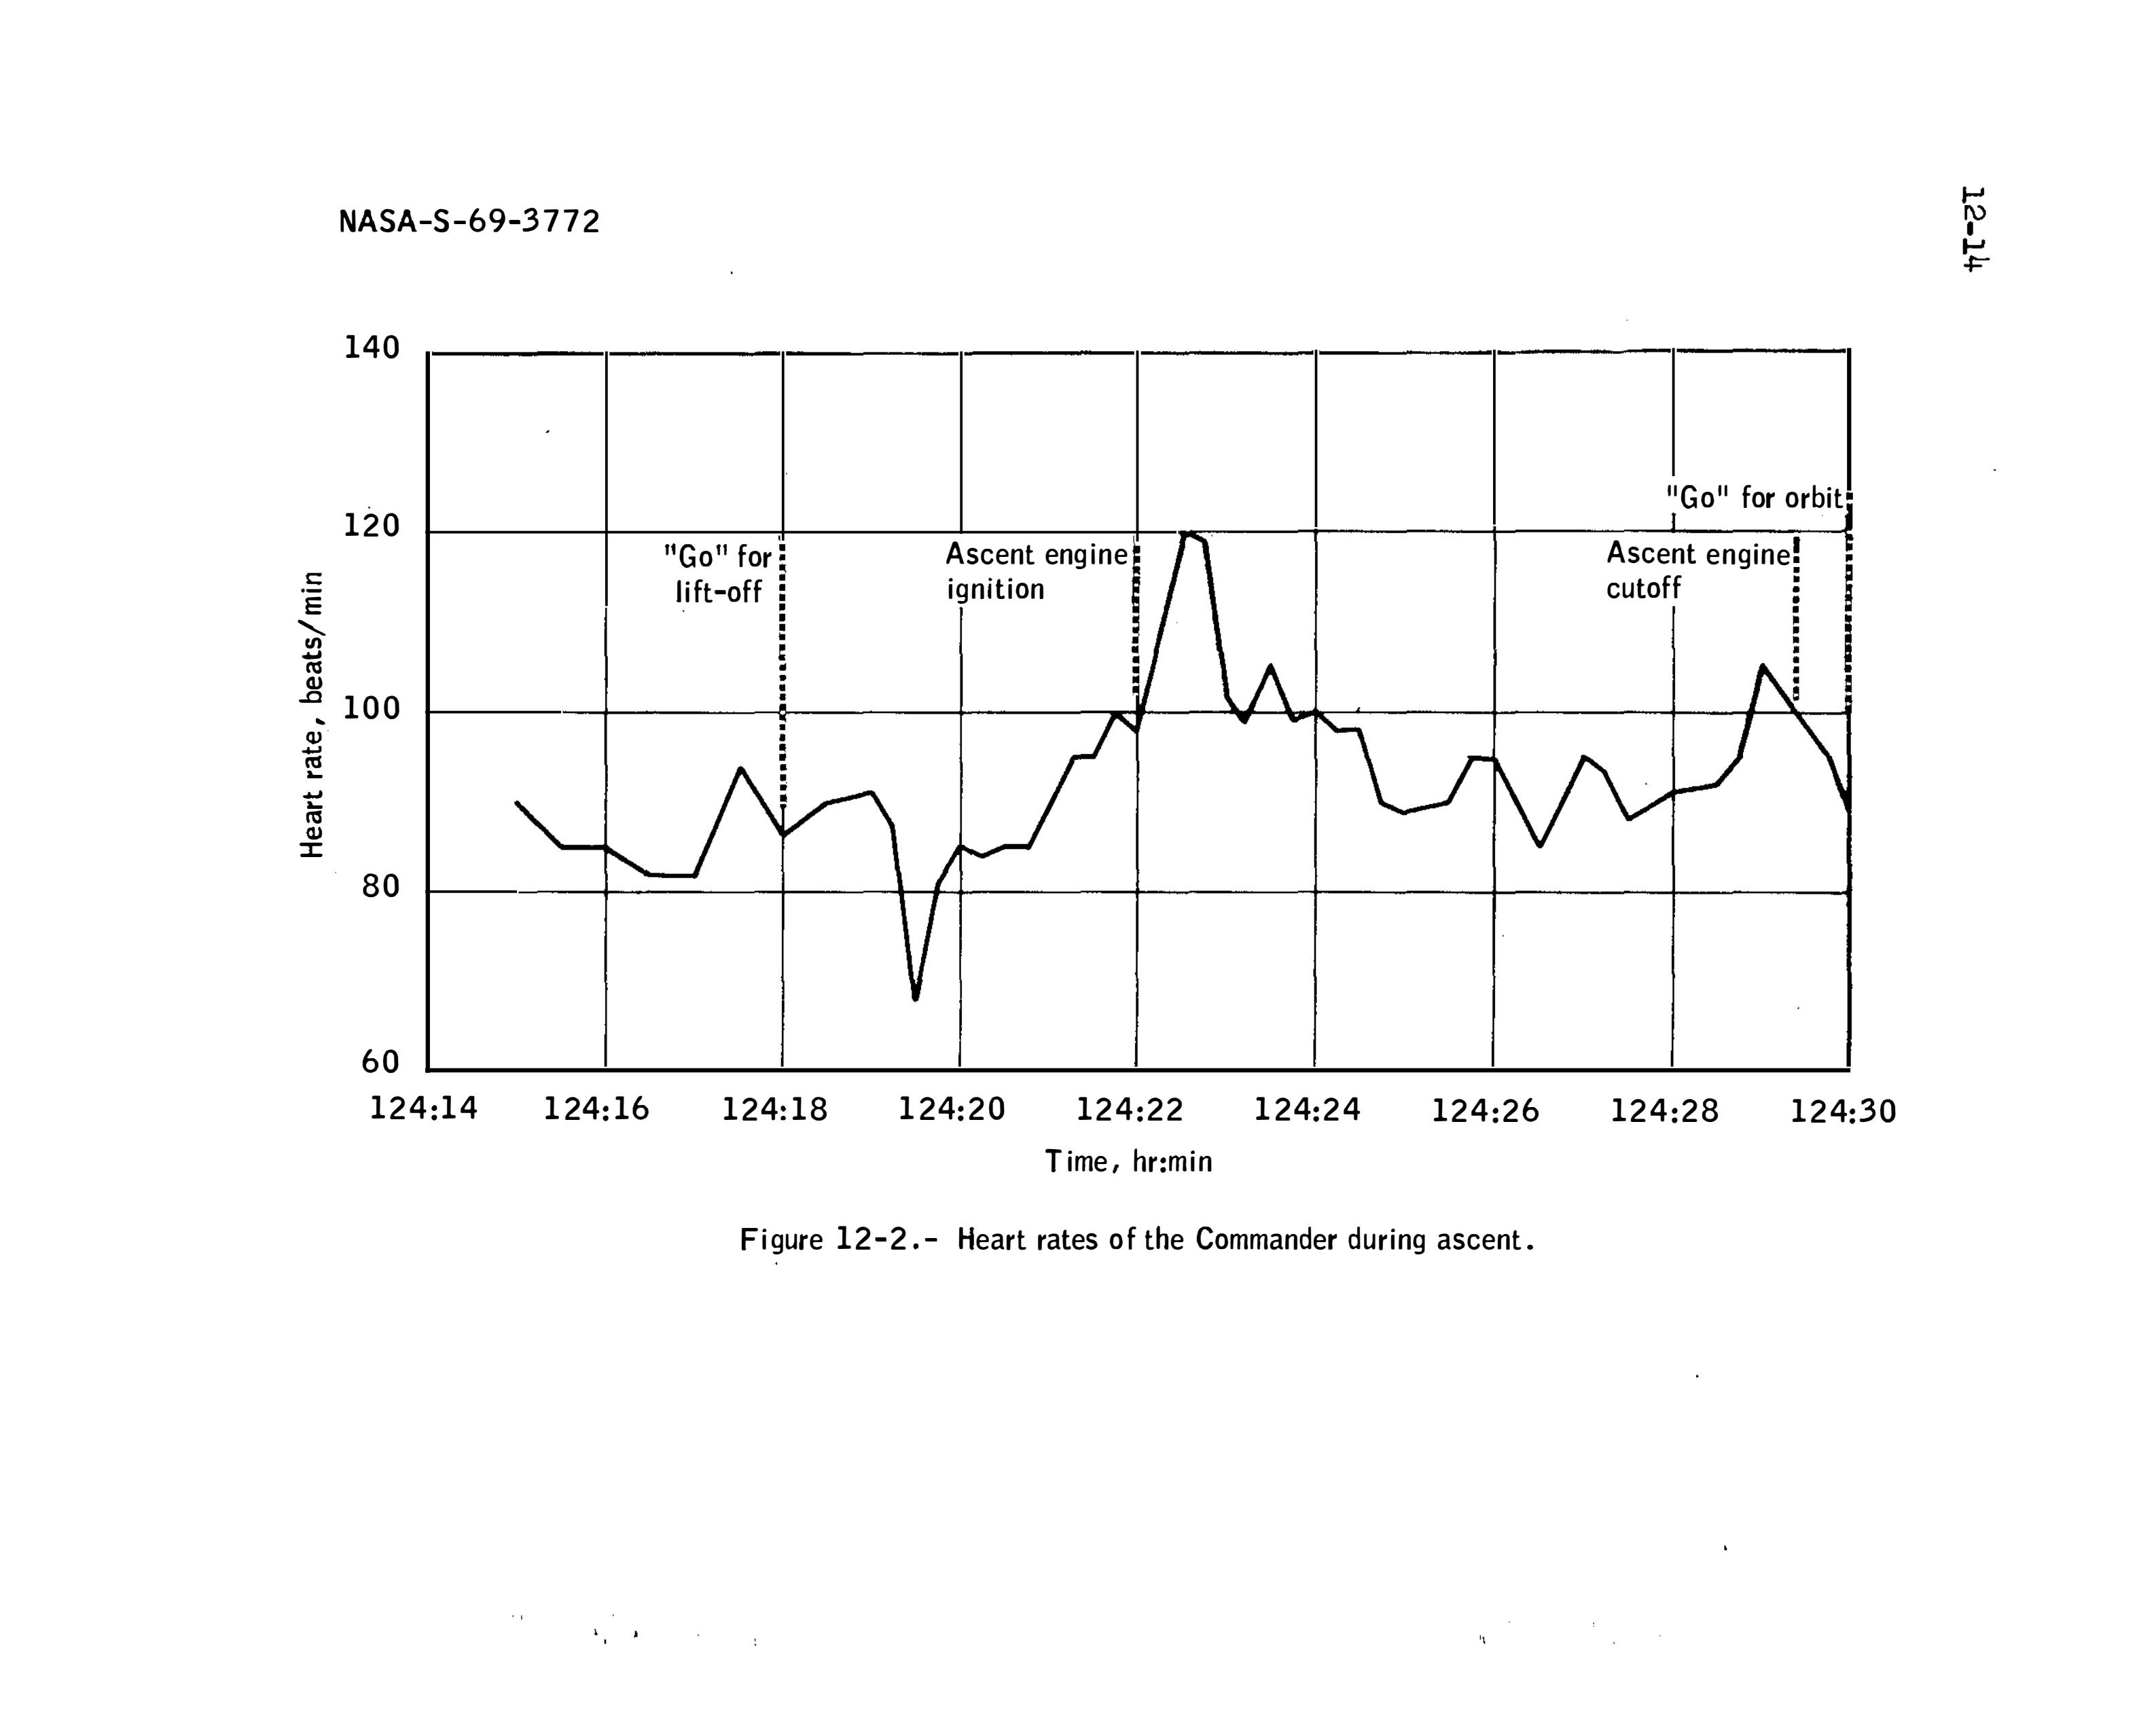 NASA-S-69-3772
12-14
140
120
100
80
60
Heart rate, beats/min
"Go" for
lift-off
Ascent engine
ignition
"Go" for orbit
Ascent engine
cutoff
124:14 124:16 124:18 124:20 124:22 124:24 124:26 124:28 124:30
Time, hr:min
Figure 12-2.- Heart rates of the Commander during ascent.